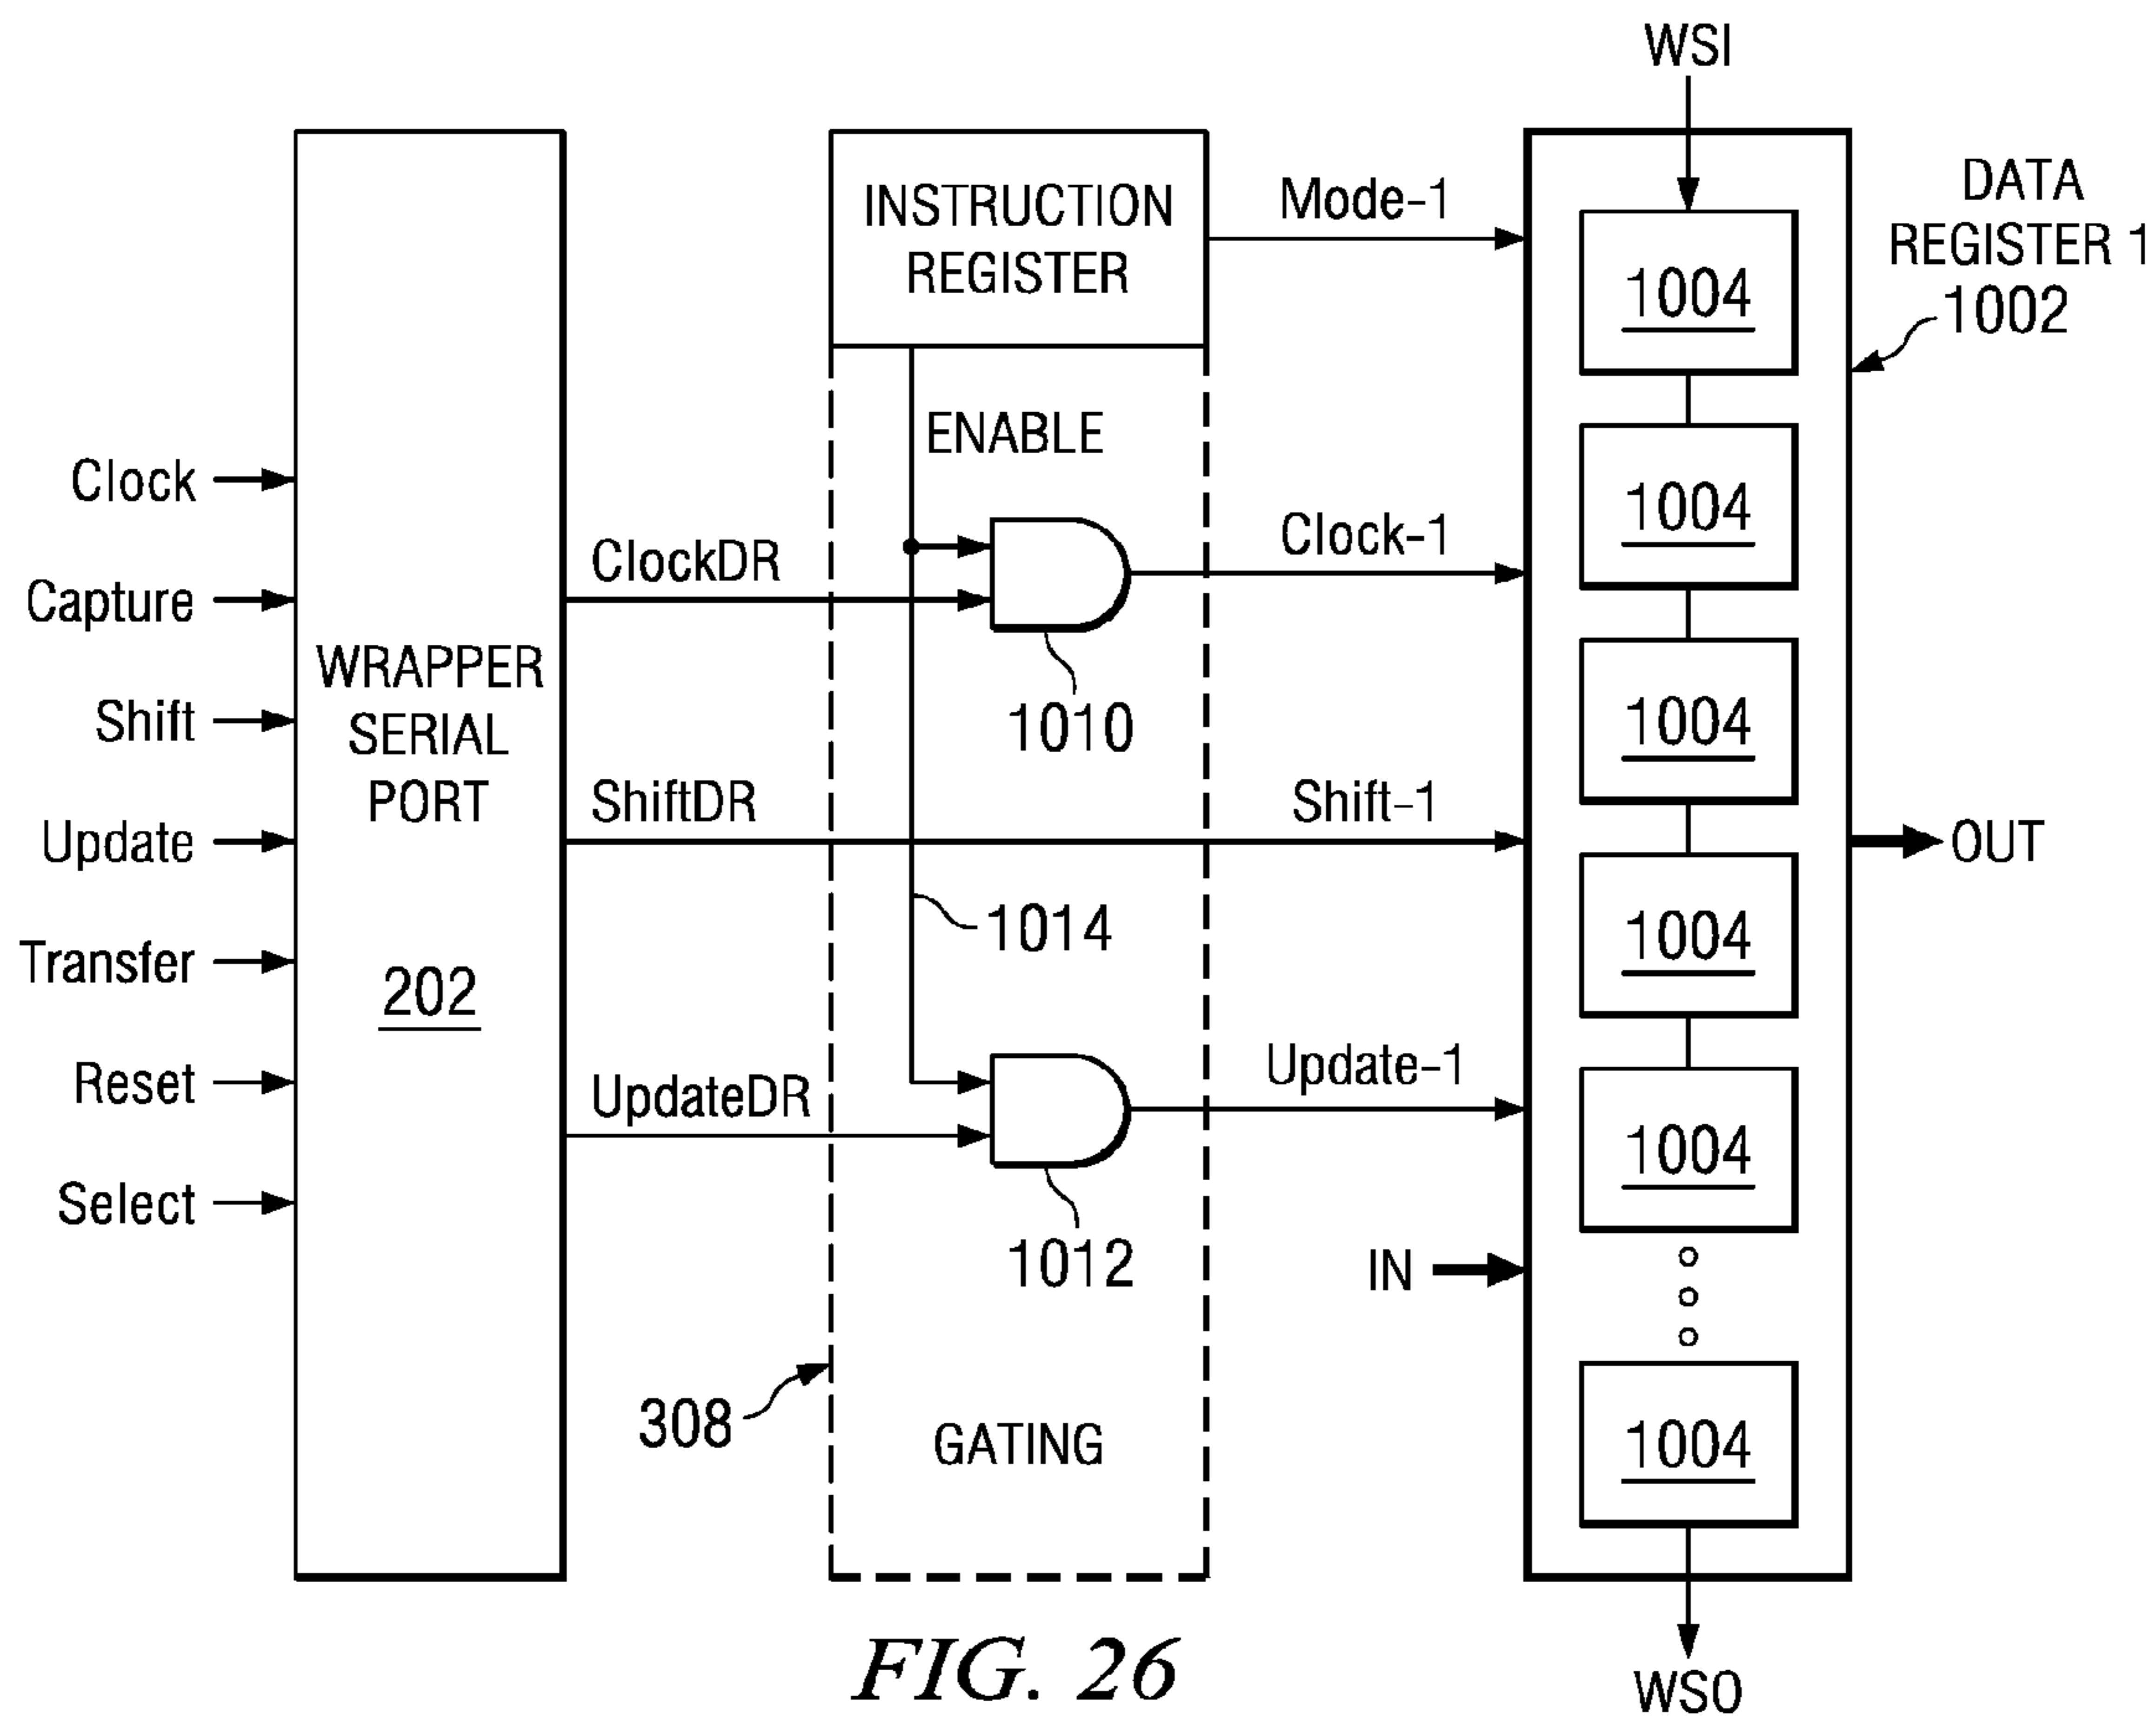 WSI
DATA
REGISTER 1
1002
INSTRUCTION
REGISTER
Mode-1
1004
ENABLE
Clock
ClockDR
Clock-1
1004
Capture
1010
WRAPPER
SERIAL
PORT
202
Shift
1004
Update
ShiftDR
Shift-1
OUT
1014
1004
Transfer
Reset
UpdateDR
Update-1
1004
Select
1012
IN
308
GATING
1004
WSO
FIG. 26